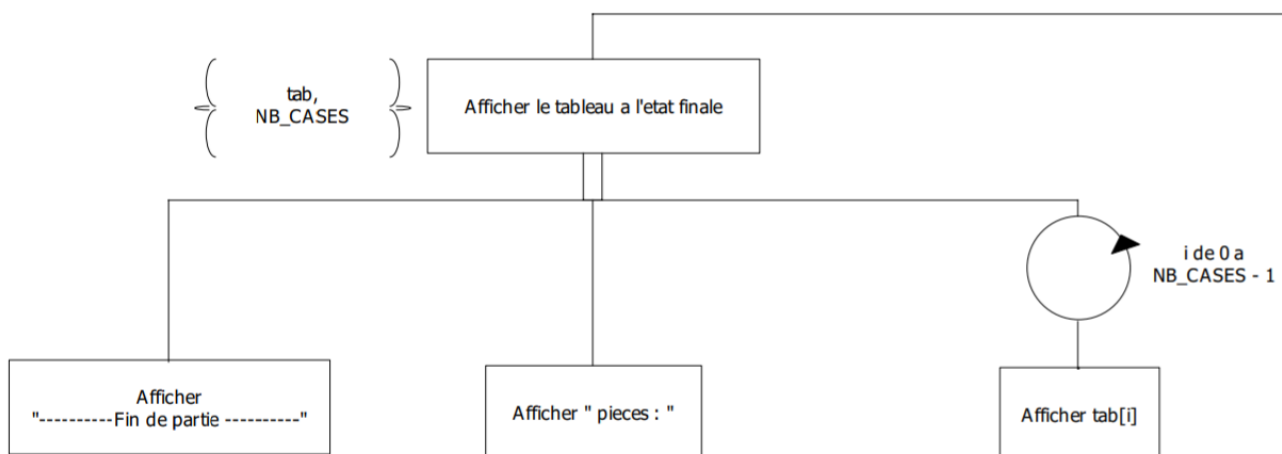 tab,
NB_CASES
Afficher le tableau a l'etat finale
i de 0 a
NB_CASES - 1
Afficher
"----------Fin de partie ----------"
Afficher " pieces : "
Afficher tab[i]